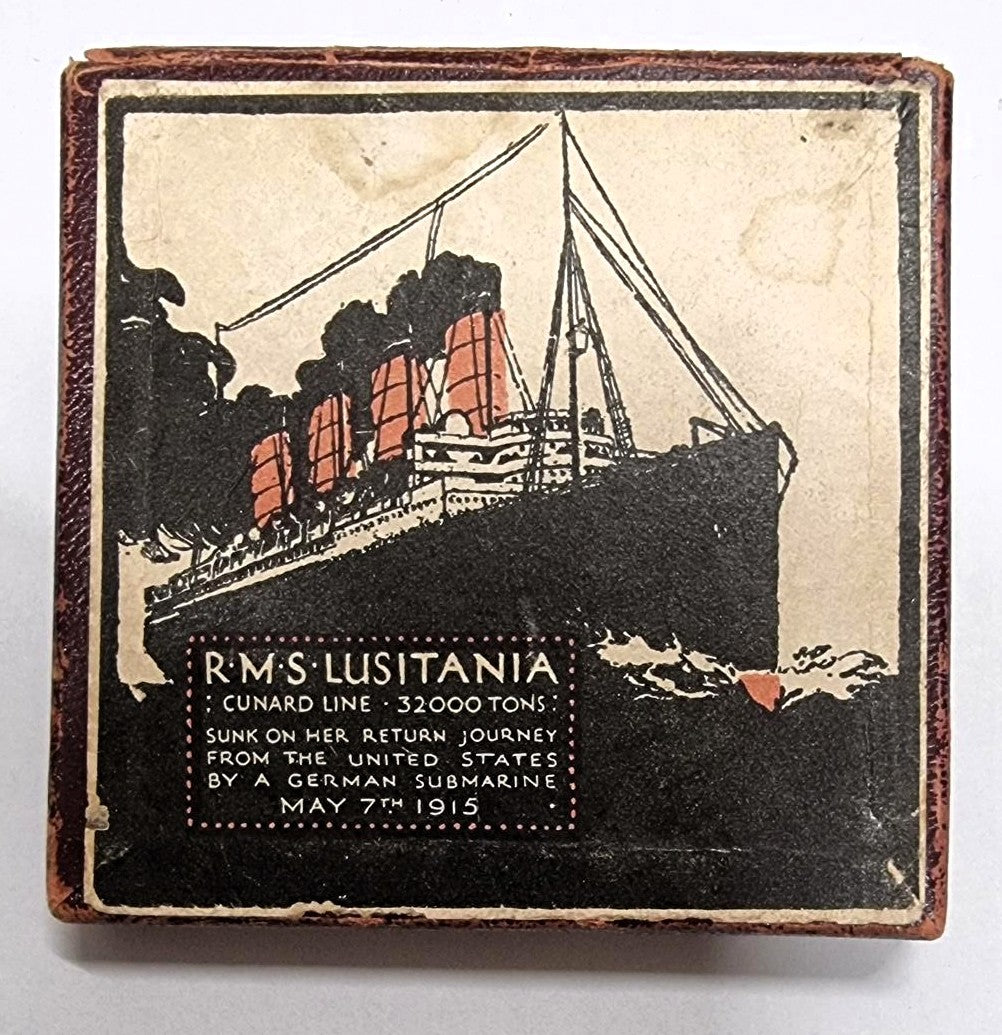 R·M·S·LUSITANIA
: CUNARD LINE · 32000 TONS :
SUNK ON HER RETURN JOURNEY
FROM THE UNITED STATES
BY A GERMAN SUBMARINE
MAY 7TH 1915 ·